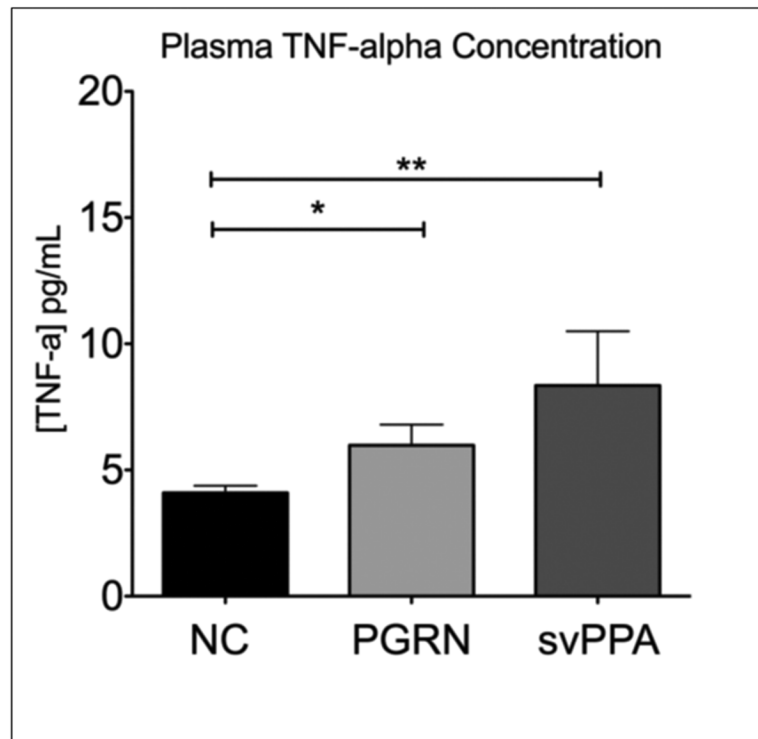 Plasma TNF-alpha Concentration
20
**
15
*
[TNF-a] pg/mL
10
5
0
NC PGRN svPPA